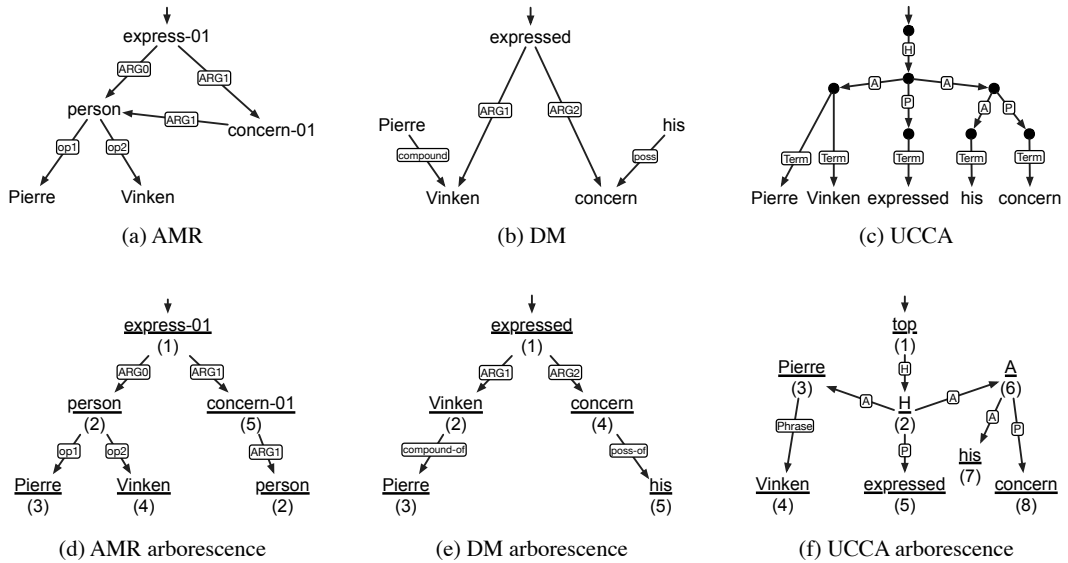 express-01
ARG0
ARG1
person
ARG1
concern-01
op1
op2
Pierre
Vinken
(a) AMR
expressed
ARG1
ARG2
Pierre
his
compound
poss
Vinken
concern
(b) DM
H
A
A
P
A
P
Term
Term
Term
Term
Term
Pierre Vinken expressed his concern
(c) UCCA
express-01
(1)
ARG0
ARG1
person
(2)
concern-01
(5)
op1
op2
ARG1
Pierre
(3)
Vinken
(4)
person
(2)
(d) AMR arborescence
expressed
(1)
ARG1
ARG2
Vinken
(2)
concern
(4)
compound-of
poss-of
Pierre
(3)
his
(5)
(e) DM arborescence
top
(1)
H
Pierre
(3)
A
(6)
A
A
H
(2)
Phrase
P
A
P
his
(7)
Vinken
(4)
expressed
(5)
concern
(8)
(f) UCCA arborescence